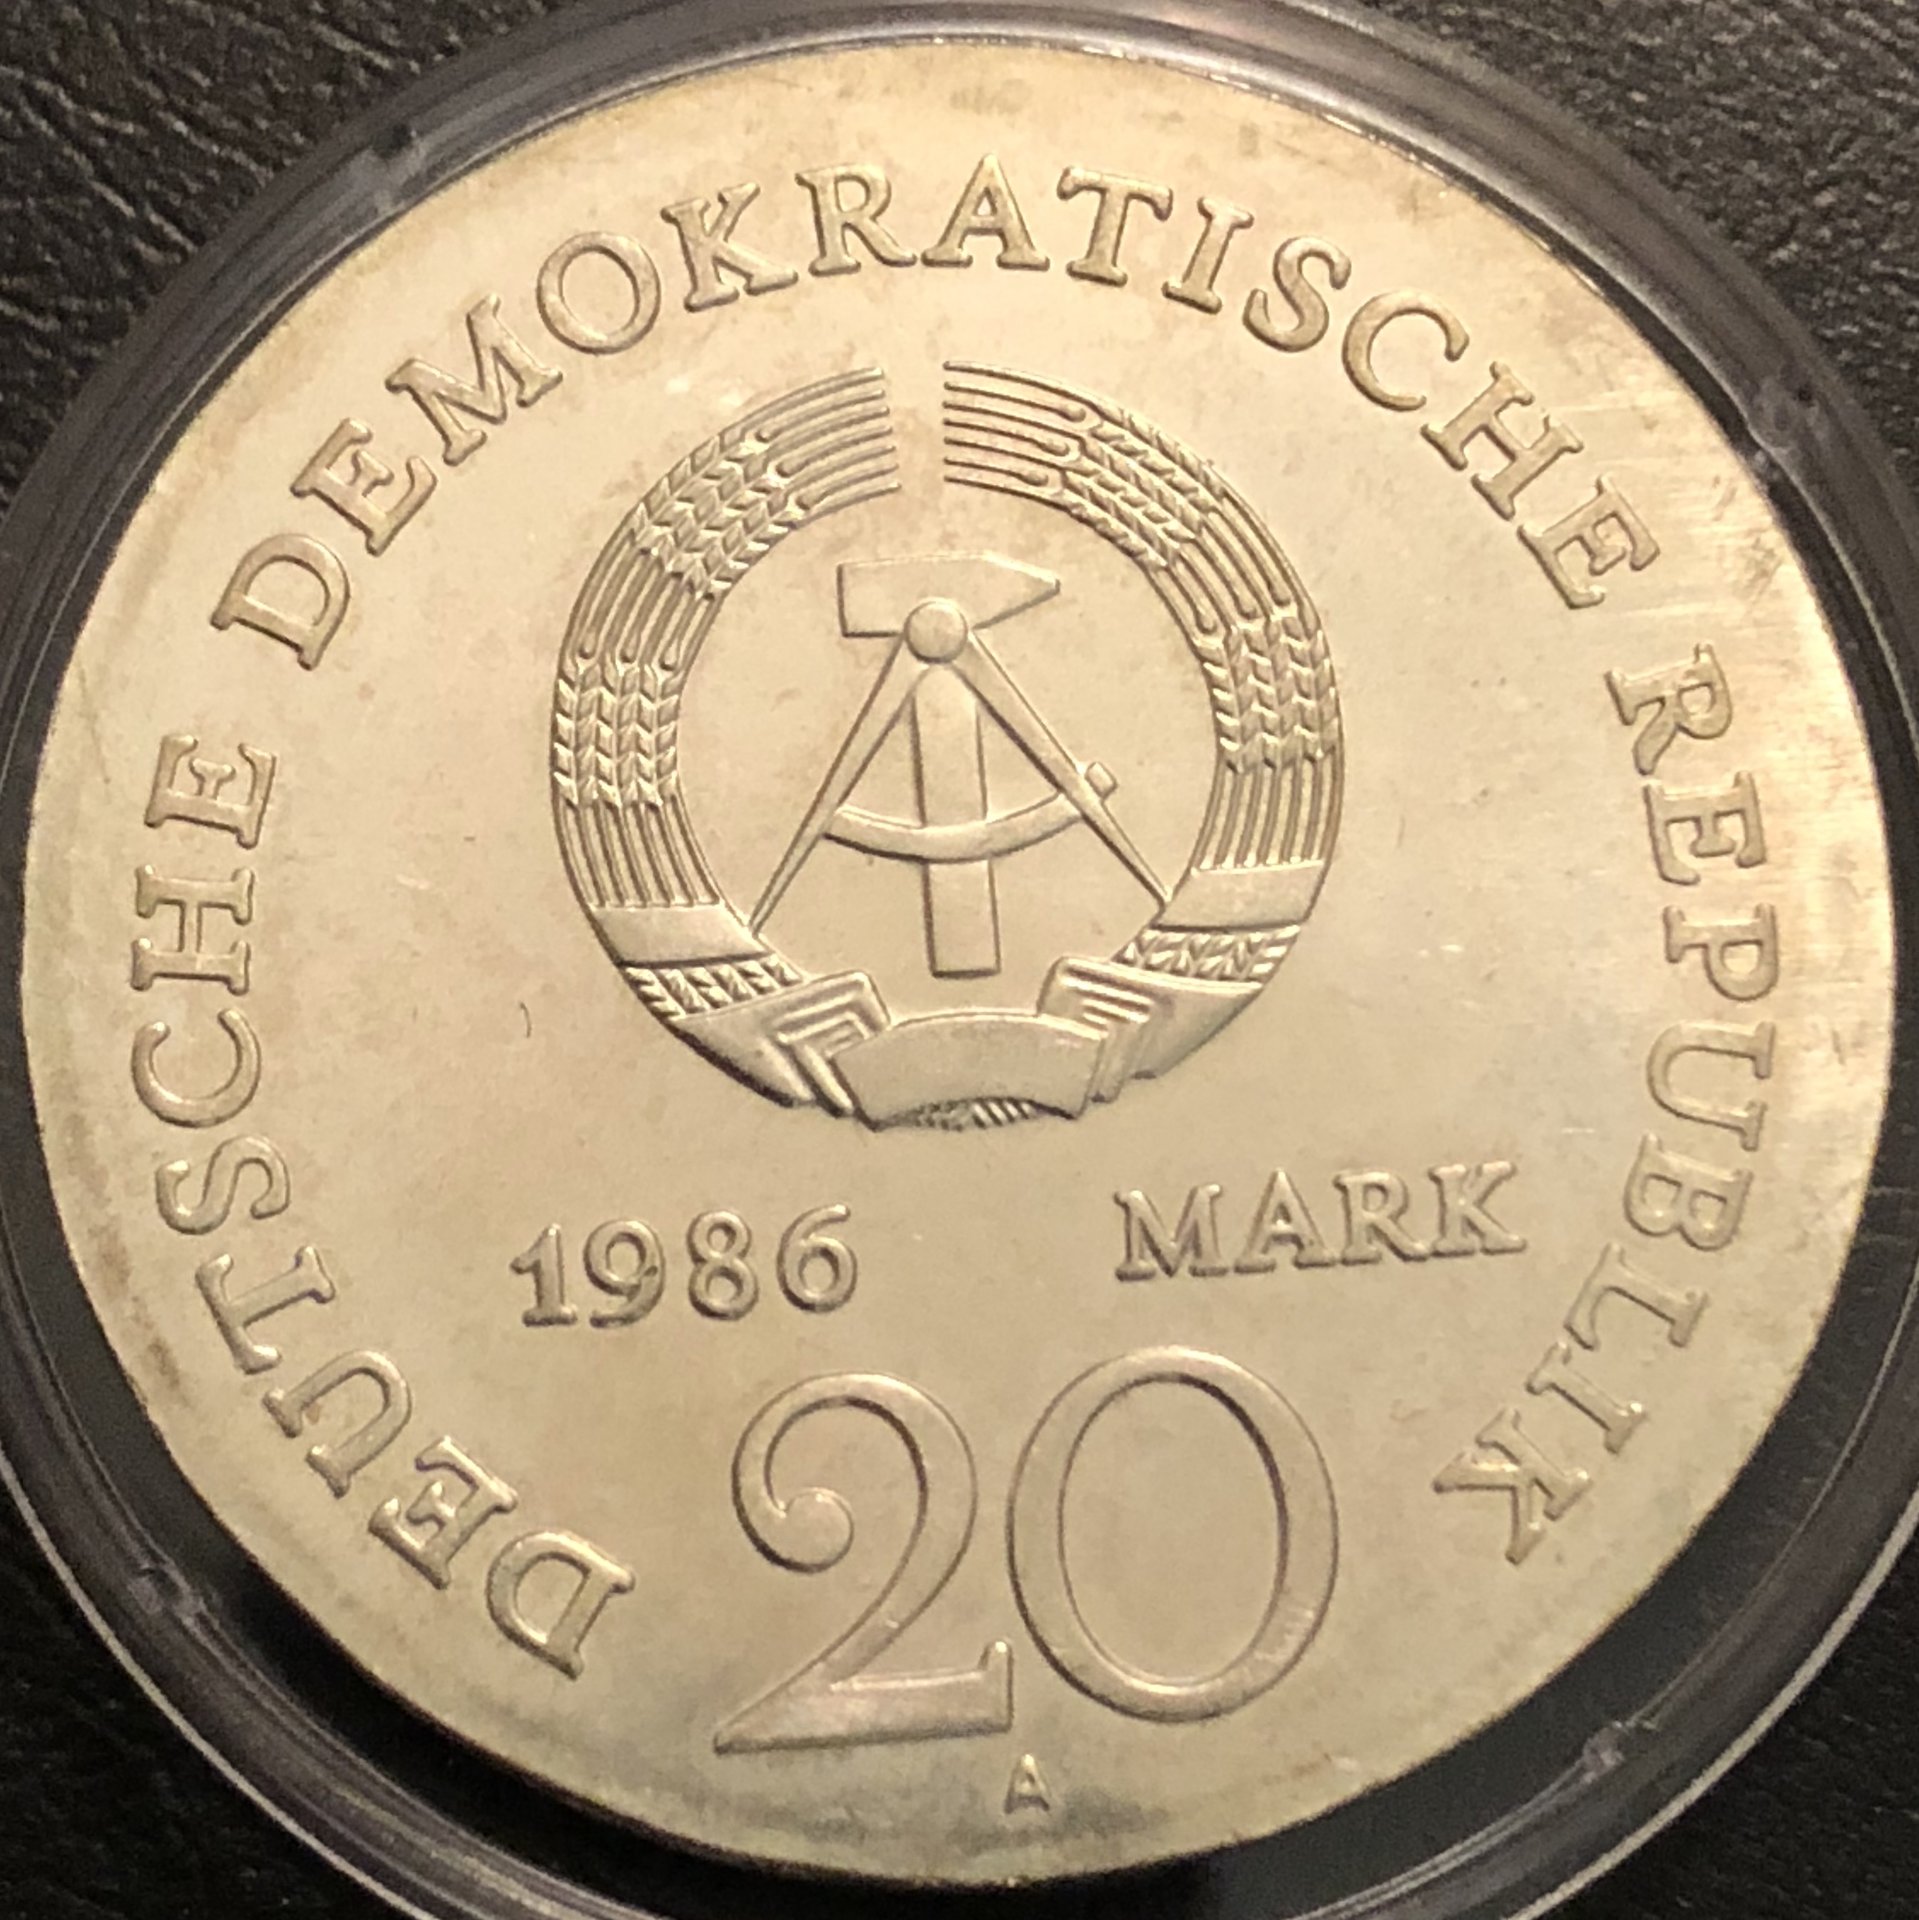 DEUTSCHE DEMOKRATISCHE REPUBLIK
1986 MARK
20
A